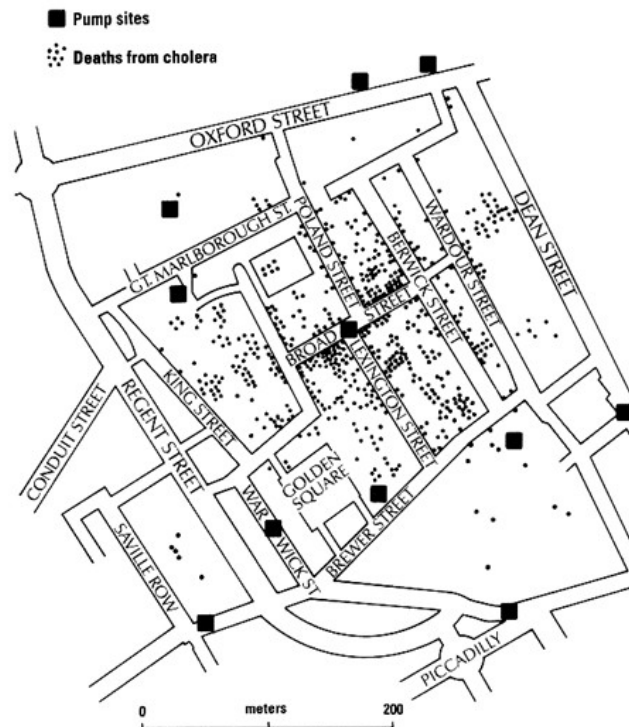 Pump sites
Deaths from cholera
OXFORD STREET
GT. MARLBOROUGH ST.
POLAND STREET
BERWICK STREET
WARDOUR STREET
DEAN STREET
BROAD STREET
LEXINGTON STREET
KING STREET
REGENT STREET
CONDUIT STREET
GOLDEN
SQUARE
WARWICK ST.
BREWER STREET
SAVILLE ROW
PICCADILLY
0 meters 200